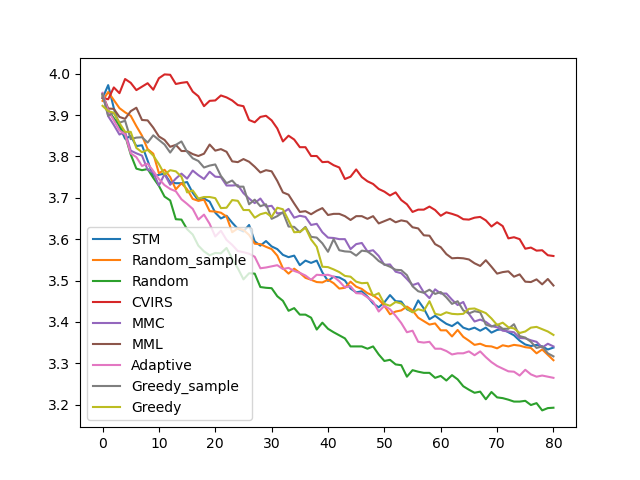 4.0
3.9
3.8
3.7
3.6
3.5
3.4
3.3
3.2
STM
Random_sample
Random
CVIRS
MMC
MML
Adaptive
Greedy_sample
Greedy
0 10 20 30 40 50 60 70 80